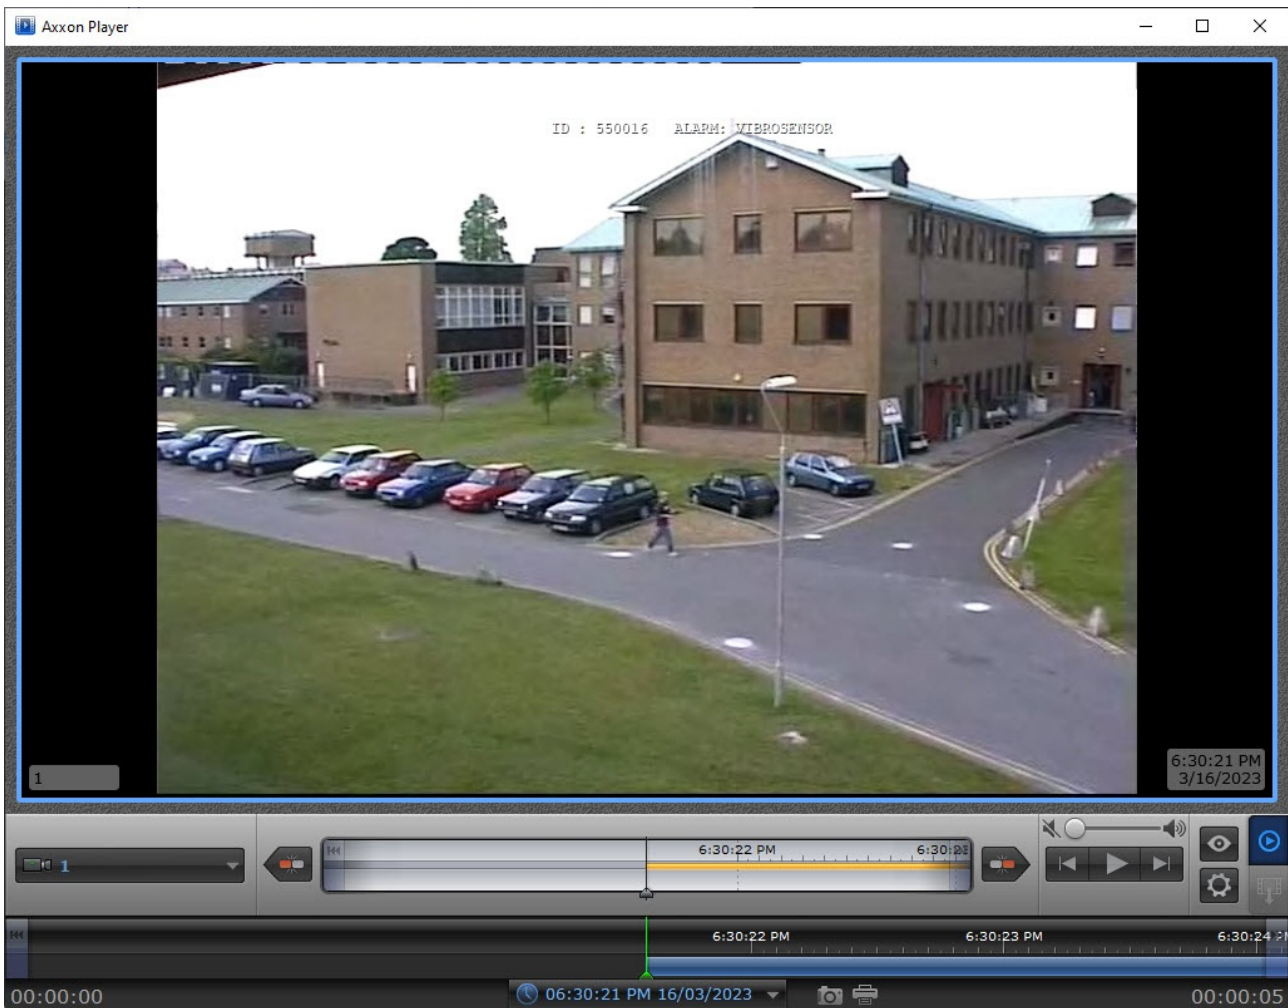 Axxon Player
ID : 550016 ALARM: VIBROSENSOR
1
6:30:21 PM
3/16/2023
1
6:30:22 PM
6:30:22 PM 6:30:23 PM
00:00:00
06:30:21 PM 16/03/2023
00:00:05